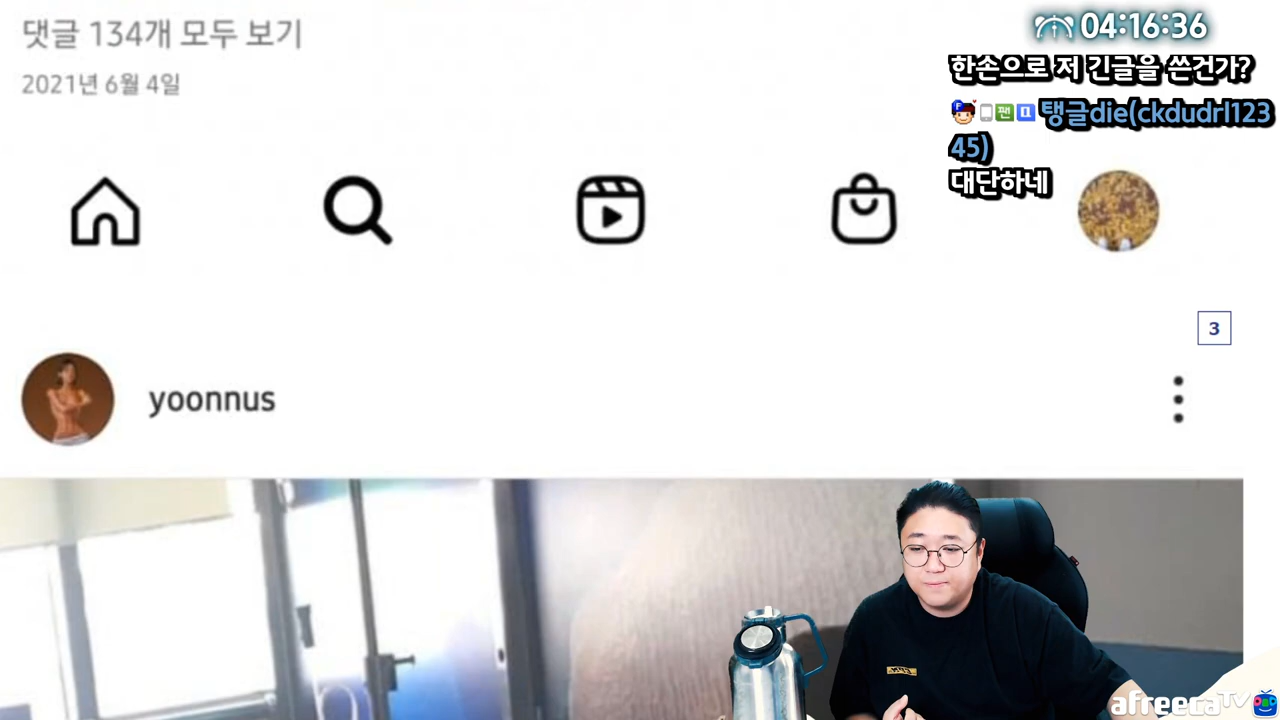 댓글 134개 모두 보기
2021년 6월 4일
04:16:36
한손으로 저 긴글을 쓴건가?
F 팬 탱글die(ckdudrl123
45)
대단하네
3
yoonnus
afreecaTV